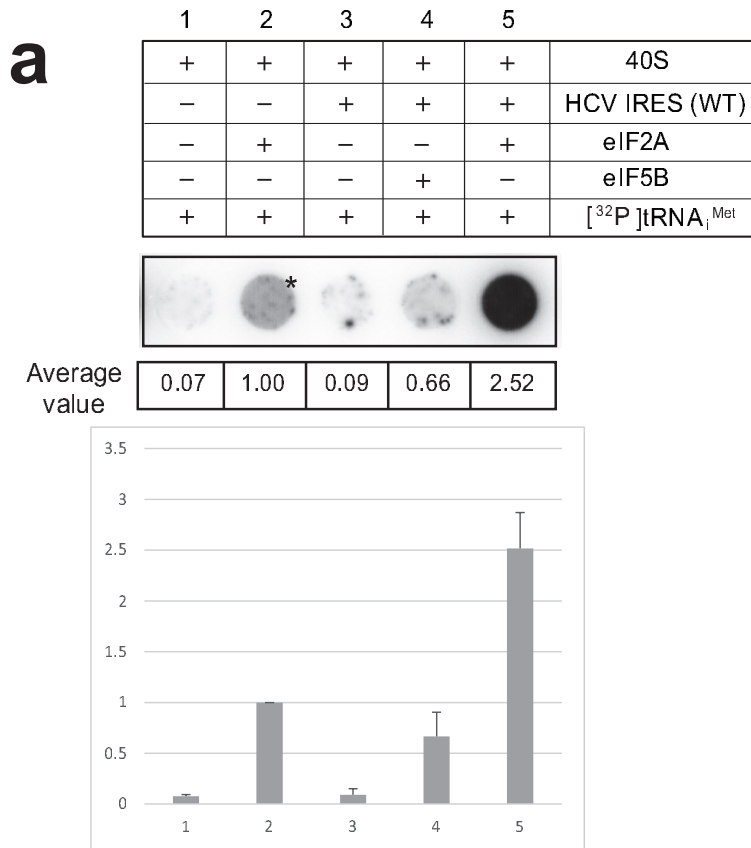 a
1 2 3 4 5
+ + + + + 40S
– – + + + HCV IRES (WT)
– + – – + eIF2A
– – – + – eIF5B
+ + + + + [³²P]tRNAᵢᴹᵉᵗ
*
Average value 0.07 1.00 0.09 0.66 2.52
3.5
3
2.5
2
1.5
1
0.5
0
1 2 3 4 5